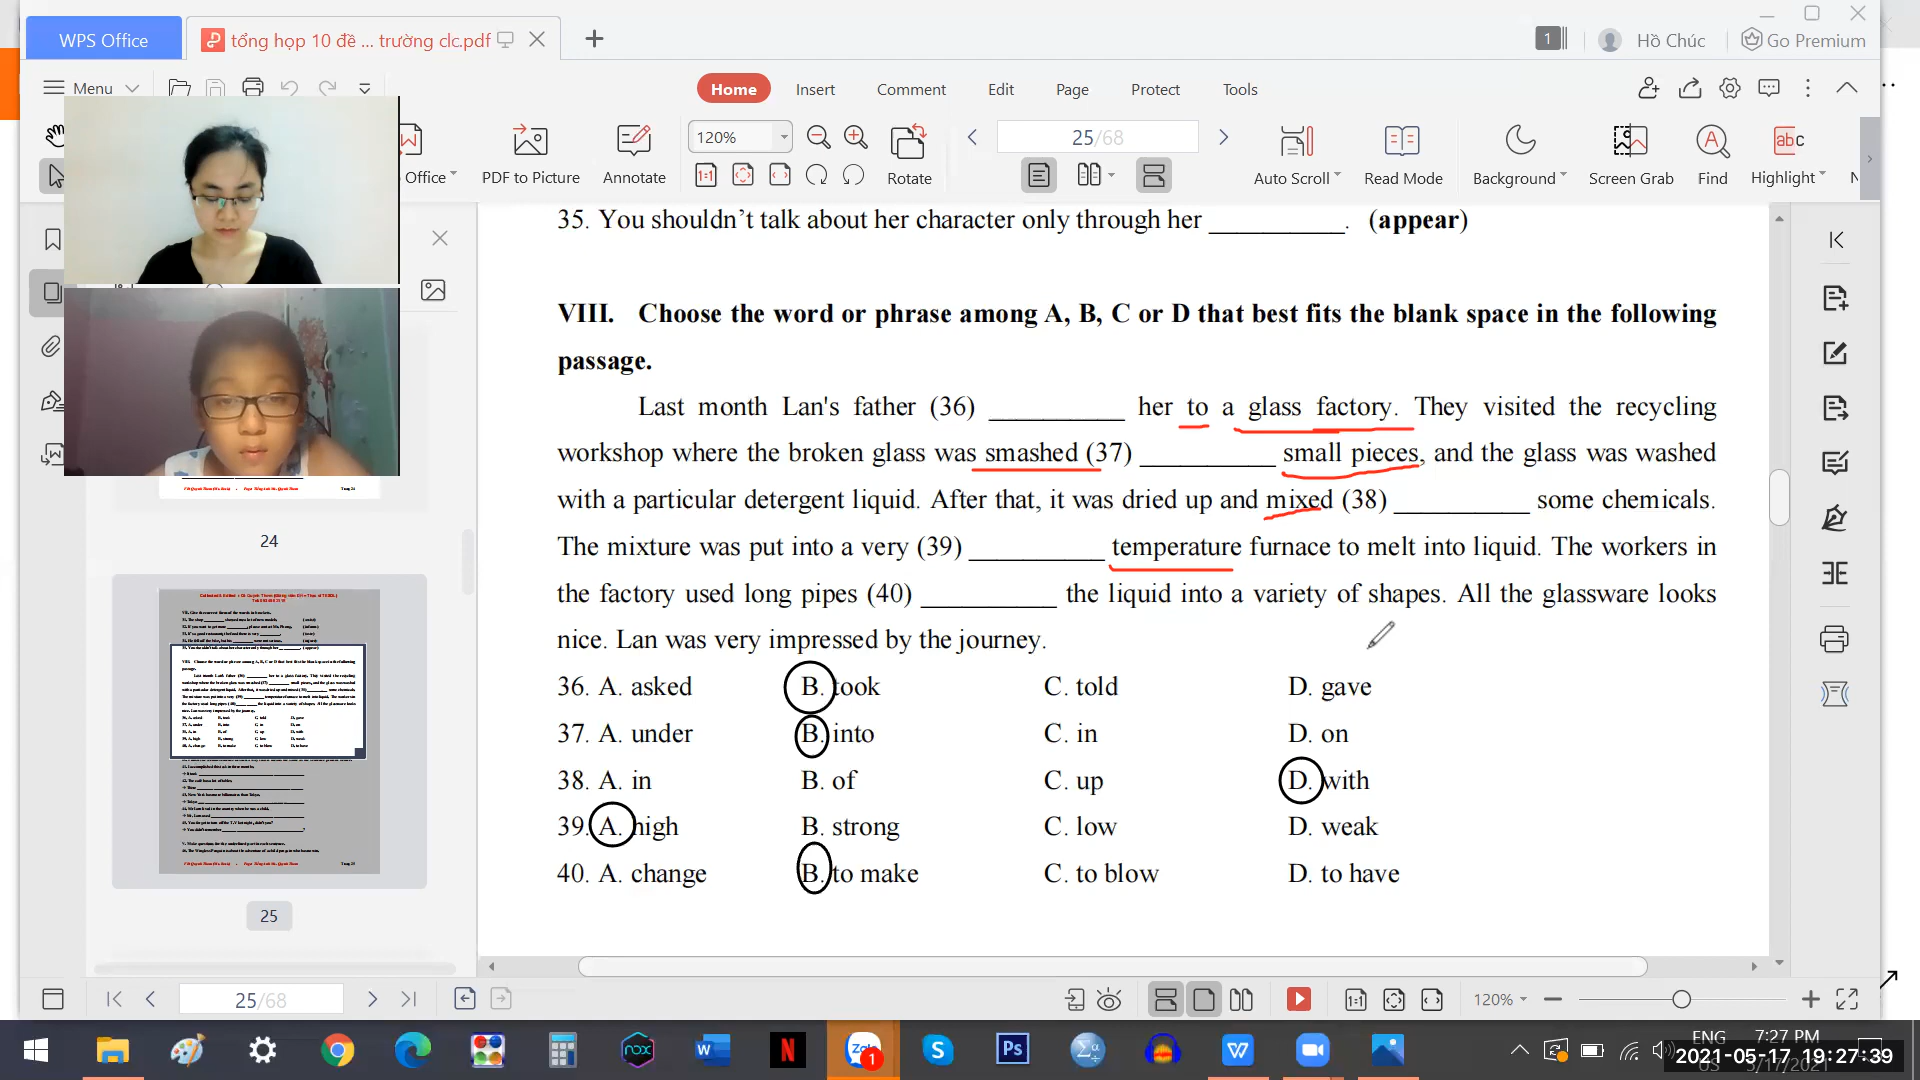 WPS Office
tổng họp 10 đề ... trường clc.pdf
1
Hồ Chúc
Go Premium
Menu
Home
Insert
Comment
Edit
Page
Protect
Tools
Office
PDF to Picture
Annotate
120%
Rotate
25/68
Auto Scroll
Read Mode
Background
Screen Grab
Find
Highlight
35. You shouldn't talk about her character only through her __________. (appear)
VIII. Choose the word or phrase among A, B, C or D that best fits the blank space in the following
passage.
Last month Lan's father (36) __________ her to a glass factory. They visited the recycling
workshop where the broken glass was smashed (37) __________ small pieces, and the glass was washed
with a particular detergent liquid. After that, it was dried up and mixed (38) __________ some chemicals.
The mixture was put into a very (39) __________ temperature furnace to melt into liquid. The workers in
the factory used long pipes (40) __________ the liquid into a variety of shapes. All the glassware looks
nice. Lan was very impressed by the journey.
36. A. asked B. took C. told D. gave
37. A. under B. into C. in D. on
38. A. in B. of C. up D. with
39. A. high B. strong C. low D. weak
40. A. change B. to make C. to blow D. to have
24
25
25/68
120%
ENG
7:27 PM
2021-05-17 19:27:39